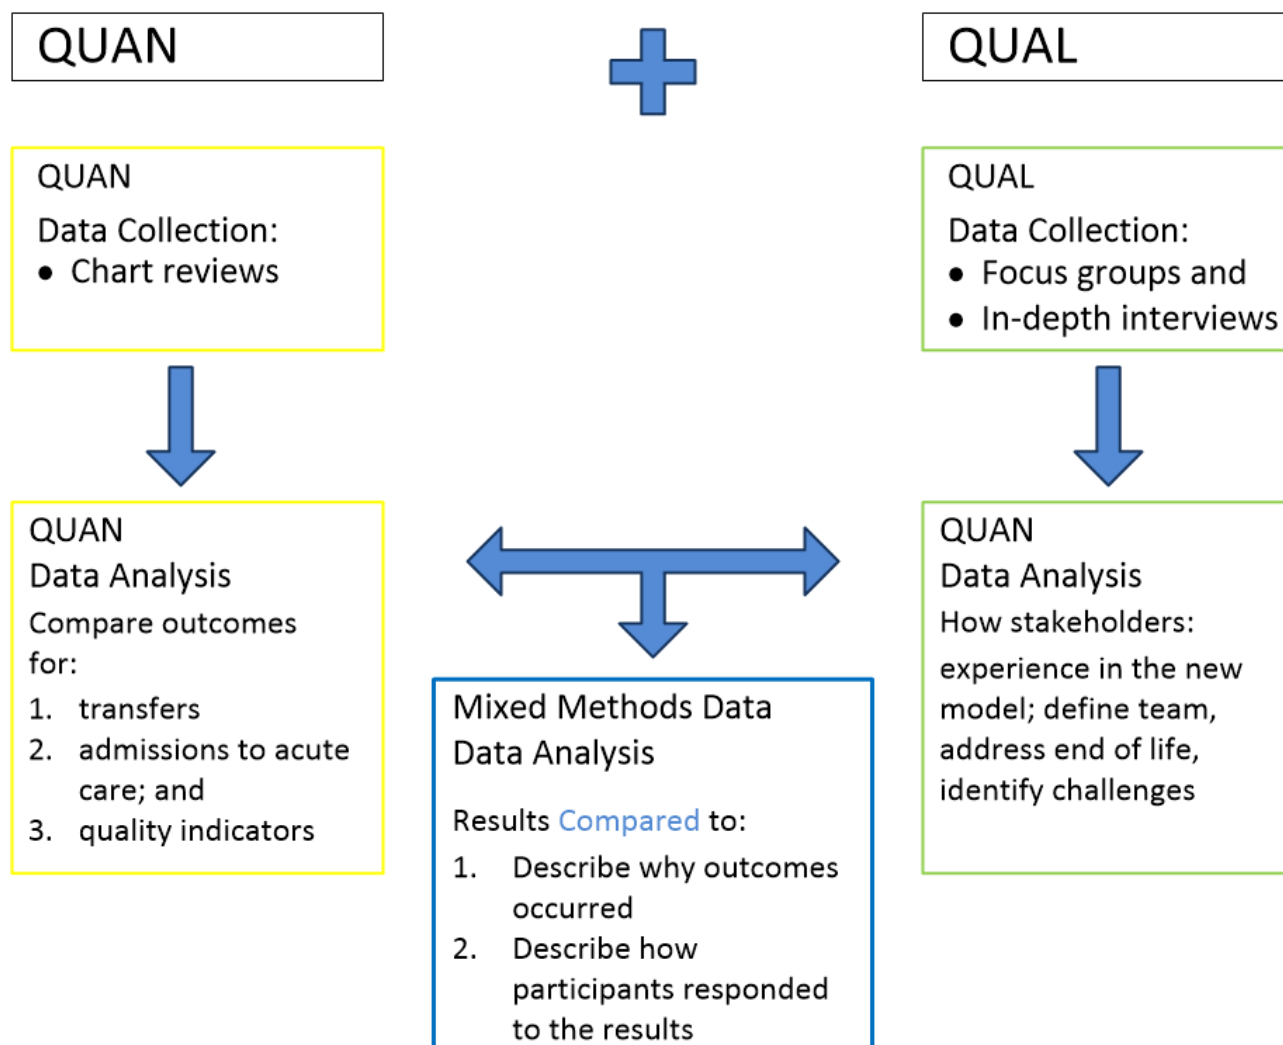 QUAN
QUAL
QUAN
Data Collection:
• Chart reviews
QUAL
Data Collection:
• Focus groups and
• In-depth interviews
QUAN
Data Analysis
Compare outcomes
for:
1. transfers
2. admissions to acute
care; and
3. quality indicators
Mixed Methods Data
Data Analysis
Results Compared to:
1. Describe why outcomes
occurred
2. Describe how
participants responded
to the results
QUAN
Data Analysis
How stakeholders:
experience in the new
model; define team,
address end of life,
identify challenges